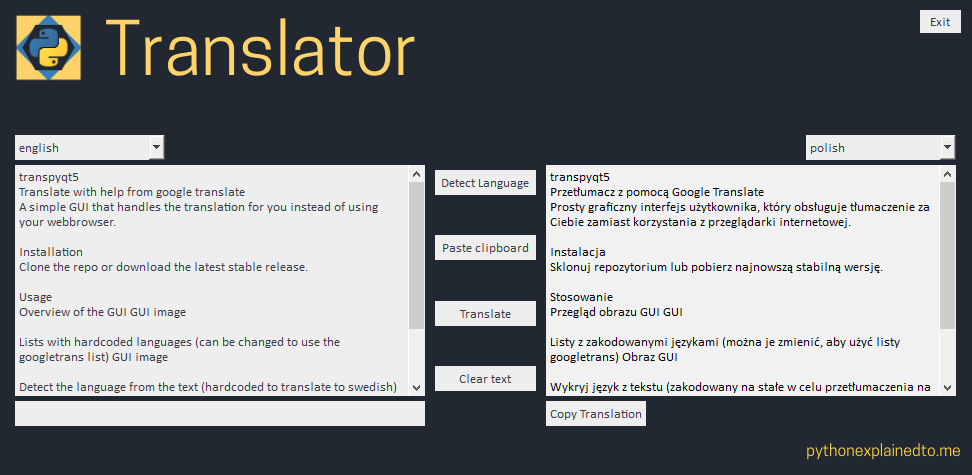 Translator
Exit
english
polish
transpyqt5
Translate with help from google translate
A simple GUI that handles the translation for you instead of using
your webbrowser.
Installation
Clone the repo or download the latest stable release.
Usage
Overview of the GUI GUI image
Lists with hardcoded languages (can be changed to use the
googletrans list) GUI image
Detect the language from the text (hardcoded to translate to swedish)
Detect Language
Paste clipboard
Translate
Clear text
transpyqt5
Przetłumacz z pomocą Google Translate
Prosty graficzny interfejs użytkownika, który obsługuje tłumaczenie za
Ciebie zamiast korzystania z przeglądarki internetowej.
Instalacja
Sklonuj repozytorium lub pobierz najnowszą stabilną wersję.
Stosowanie
Przegląd obrazu GUI GUI
Listy z zakodowanymi językami (można je zmienić, aby użyć listy
googletrans) Obraz GUI
Wykryj język z tekstu (zakodowany na stałe w celu przetłumaczenia na
Copy Translation
pythonexplainedto.me